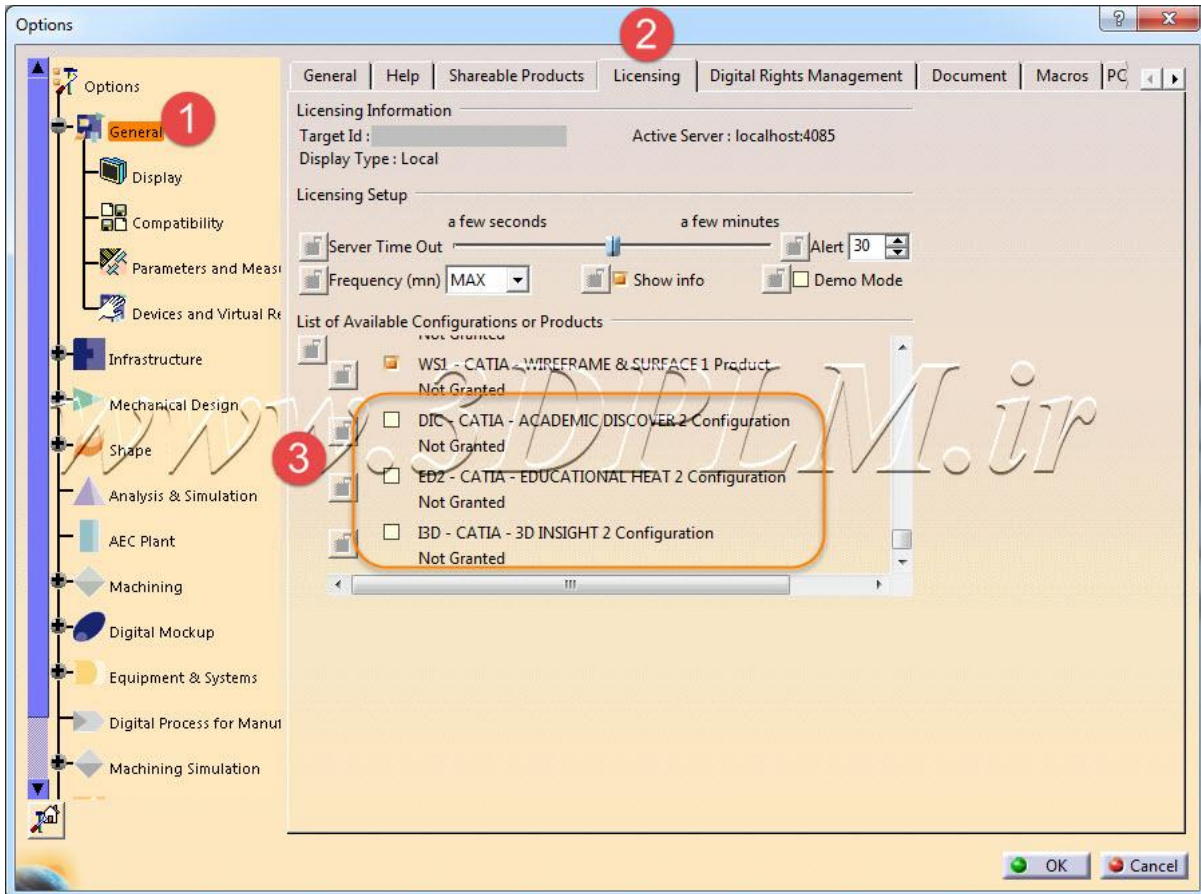 Options
Options
General
Display
Compatibility
Parameters and Measu
Devices and Virtual Re
Infrastructure
Mechanical Design
Shape
Analysis & Simulation
AEC Plant
Machining
Digital Mockup
Equipment & Systems
Digital Process for Manuf
Machining Simulation
1
2
General Help Shareable Products Licensing Digital Rights Management Document Macros PC
Licensing Information
Target Id : Active Server : localhost:4085
Display Type : Local
Licensing Setup
a few seconds a few minutes
Server Time Out Alert 30
Frequency (mn) MAX Show info Demo Mode
List of Available Configurations or Products
Not Granted
WS1 - CATIA - WIREFRAME & SURFACE 1 Product
Not Granted
3
DIC - CATIA - ACADEMIC DISCOVER 2 Configuration
Not Granted
ED2 - CATIA - EDUCATIONAL HEAT 2 Configuration
Not Granted
I3D - CATIA - 3D INSIGHT 2 Configuration
Not Granted
www.3DPLM.ir
OK Cancel